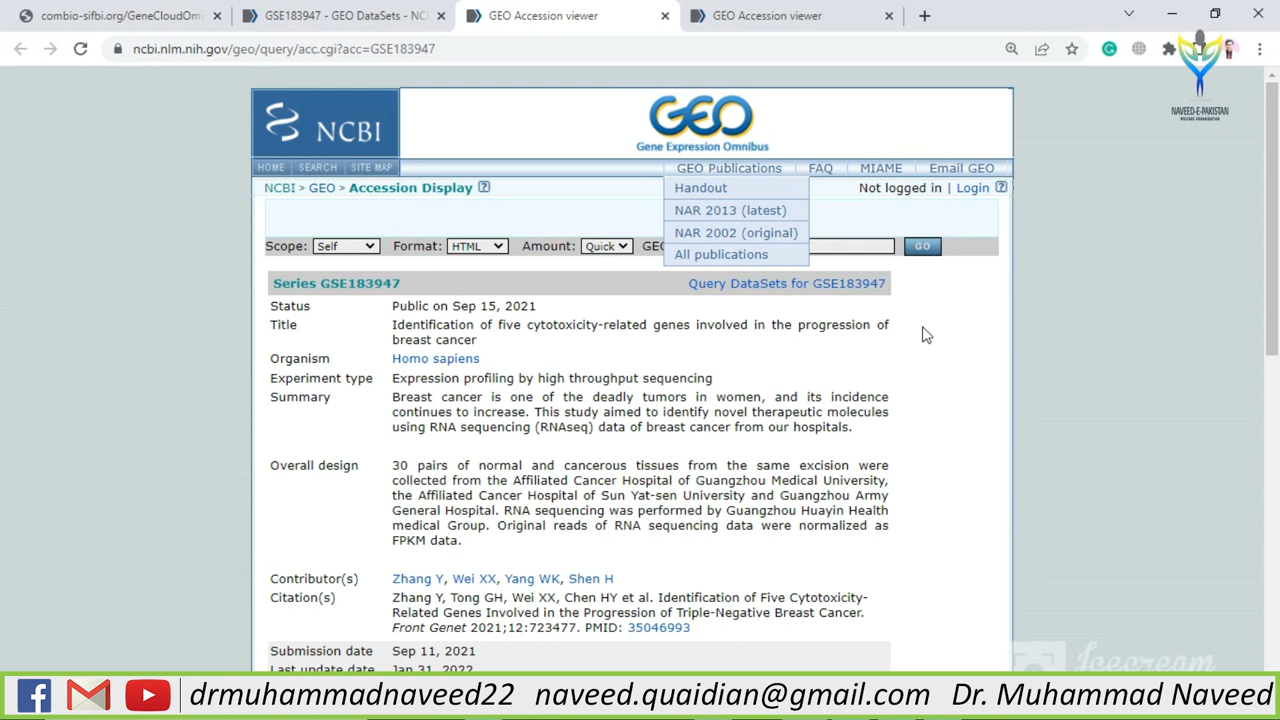 combio-sifbi.org/GeneCloudOm
GSE183947 - GEO DataSets - NC
GEO Accession viewer
GEO Accession viewer
ncbi.nlm.nih.gov/geo/query/acc.cgi?acc=GSE183947
NAVEED-E-PAKISTAN
NCBI
GEO
Gene Expression Omnibus
HOME SEARCH SITE MAP GEO Publications FAQ MIAME Email GEO
NCBI > GEO > Accession Display ? Not logged in | Login ?
Handout
NAR 2013 (latest)
NAR 2002 (original)
All publications
Scope: Self Format: HTML Amount: Quick GEO GO
Series GSE183947 Query DataSets for GSE183947
Status Public on Sep 15, 2021
Title Identification of five cytotoxicity-related genes involved in the progression of
breast cancer
Organism Homo sapiens
Experiment type Expression profiling by high throughput sequencing
Summary Breast cancer is one of the deadly tumors in women, and its incidence
continues to increase. This study aimed to identify novel therapeutic molecules
using RNA sequencing (RNAseq) data of breast cancer from our hospitals.
Overall design 30 pairs of normal and cancerous tissues from the same excision were
collected from the Affiliated Cancer Hospital of Guangzhou Medical University,
the Affiliated Cancer Hospital of Sun Yat-sen University and Guangzhou Army
General Hospital. RNA sequencing was performed by Guangzhou Huayin Health
medical Group. Original reads of RNA sequencing data were normalized as
FPKM data.
Contributor(s) Zhang Y, Wei XX, Yang WK, Shen H
Citation(s) Zhang Y, Tong GH, Wei XX, Chen HY et al. Identification of Five Cytotoxicity-
Related Genes Involved in the Progression of Triple-Negative Breast Cancer.
Front Genet 2021;12:723477. PMID: 35046993
Submission date Sep 11, 2021
Last update date Jan 31, 2022
Icecream
drmuhammadnaveed22 naveed.quaidian@gmail.com Dr. Muhammad Naveed